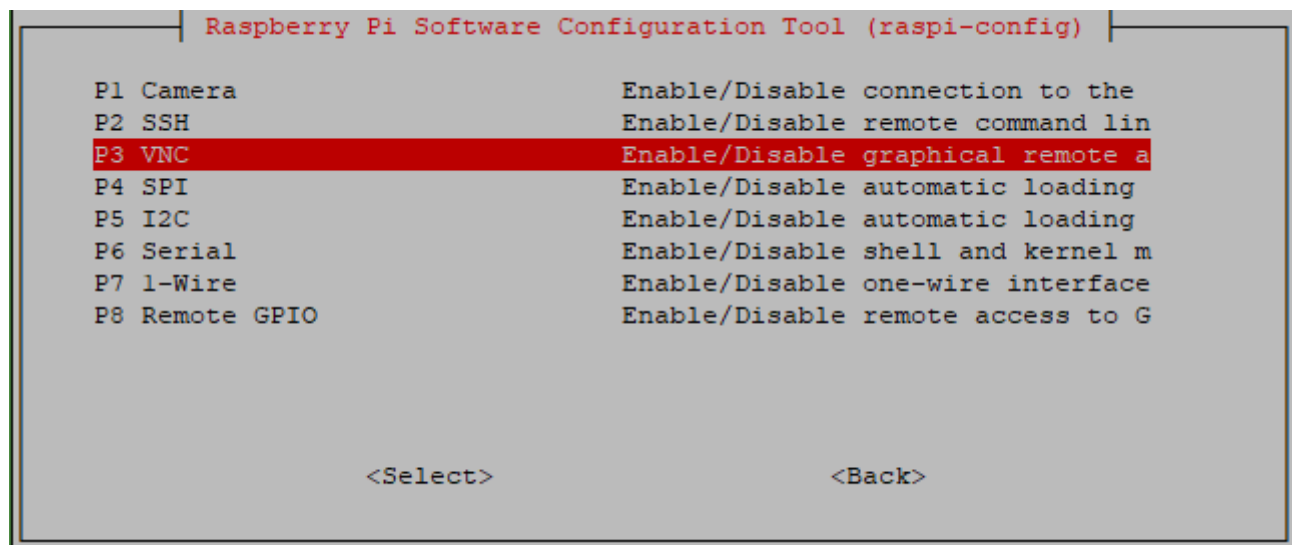 Raspberry Pi Software Configuration Tool (raspi-config)
P1 Camera Enable/Disable connection to the
P2 SSH Enable/Disable remote command lin
P3 VNC Enable/Disable graphical remote a
P4 SPI Enable/Disable automatic loading
P5 I2C Enable/Disable automatic loading
P6 Serial Enable/Disable shell and kernel m
P7 1-Wire Enable/Disable one-wire interface
P8 Remote GPIO Enable/Disable remote access to G
<Select> <Back>